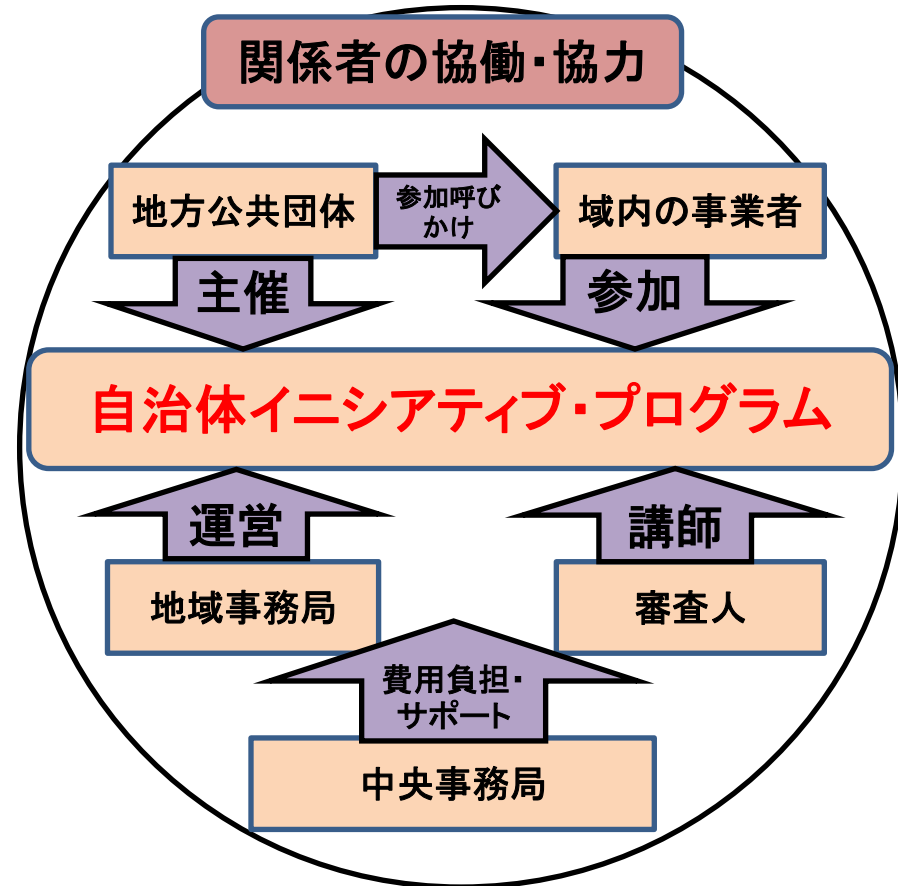 関係者の協働・協力
地方公共団体
参加呼び
かけ
域内の事業者
主催
参加
自治体イニシアティブ・プログラム
運営
講師
地域事務局
審査人
費用負担・
サポート
中央事務局